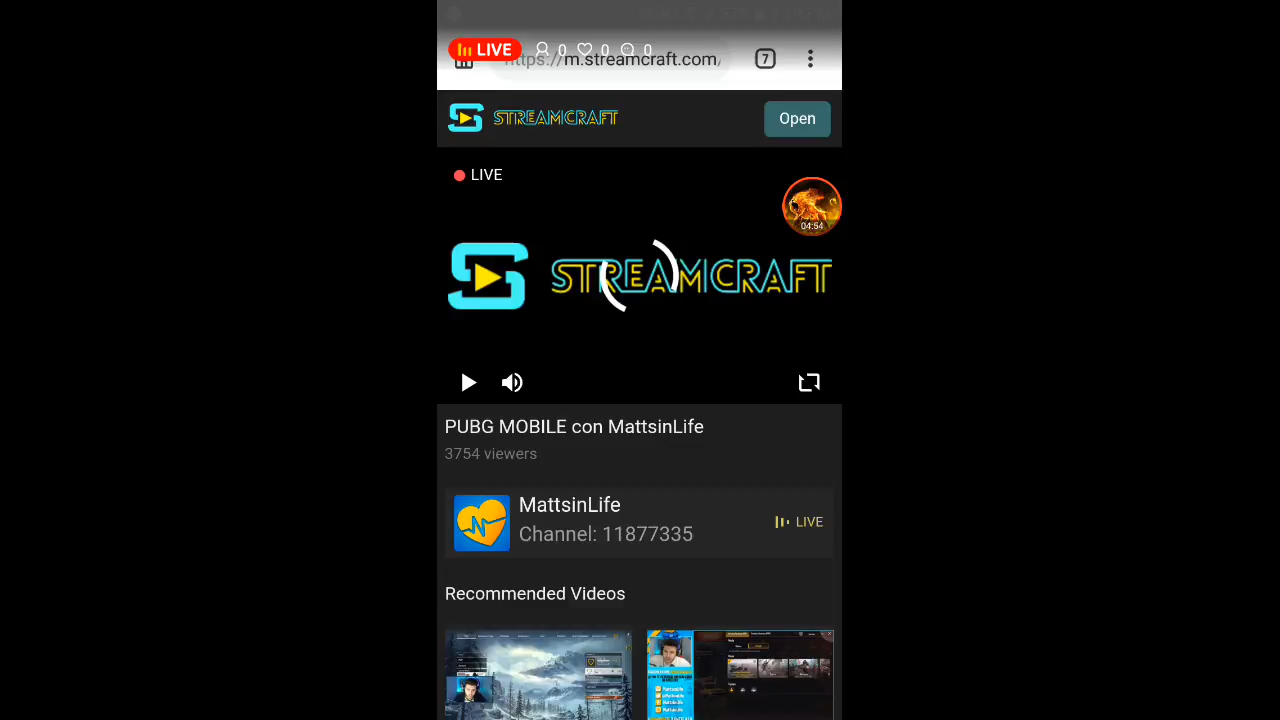 LIVE 0 0 0
https://m.streamcraft.com/ 7
STREAMCRAFT Open
LIVE
04:54
STREAMCRAFT
PUBG MOBILE con MattsinLife
3754 viewers
MattsinLife
Channel: 11877335
LIVE
Recommended Videos